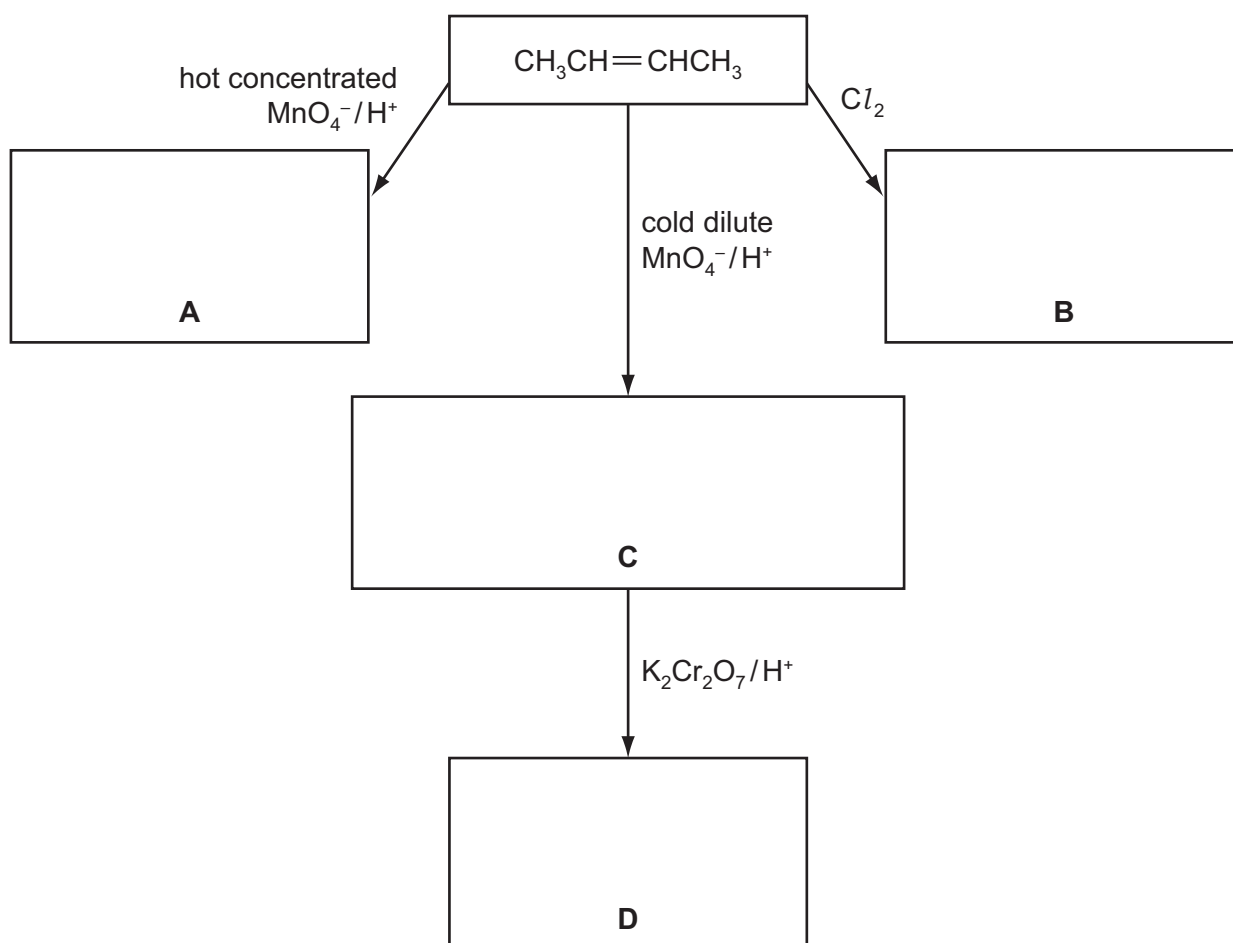 CH₃CH=CHCH₃
hot concentrated
MnO₄⁻/H⁺
Cl₂
cold dilute
MnO₄⁻/H⁺
A
B
C
K₂Cr₂O₇/H⁺
D